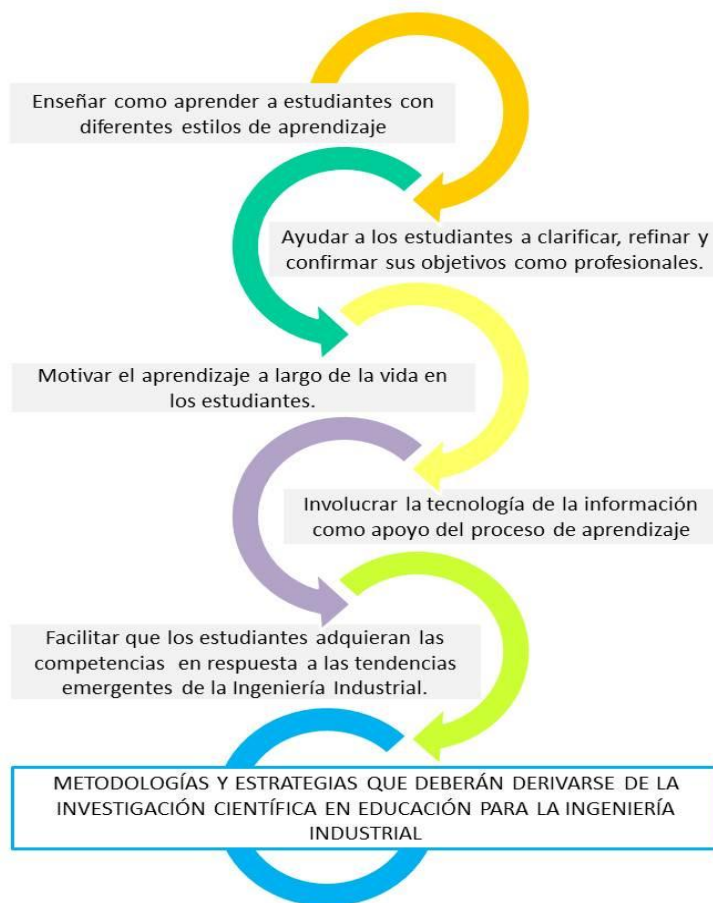 Enseñar como aprender a estudiantes con
diferentes estilos de aprendizaje
Ayudar a los estudiantes a clarificar, refinar y
confirmar sus objetivos como profesionales.
Motivar el aprendizaje a largo de la vida en
los estudiantes.
Involucrar la tecnología de la información
como apoyo del proceso de aprendizaje
Facilitar que los estudiantes adquieran las
competencias en respuesta a las tendencias
emergentes de la Ingeniería Industrial.
METODOLOGÍAS Y ESTRATEGIAS QUE DEBERÁN DERIVARSE DE LA
INVESTIGACIÓN CIENTÍFICA EN EDUCACIÓN PARA LA INGENIERÍA
INDUSTRIAL